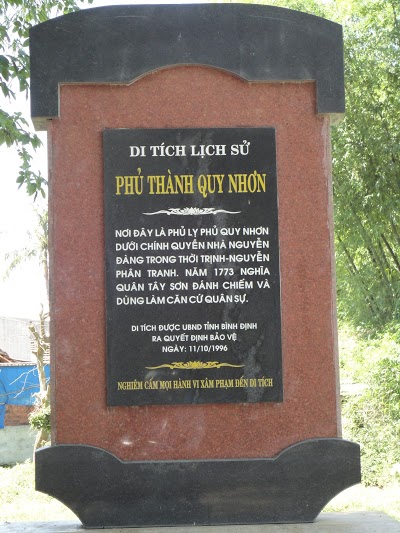 DI TÍCH LỊCH SỬ
PHỦ THÀNH QUY NHƠN
NƠI ĐÂY LÀ PHỦ LỴ PHỦ QUY NHƠN
DƯỚI CHÍNH QUYỀN NHÀ NGUYỄN
ĐÀNG TRONG THỜI TRỊNH-NGUYỄN
PHÂN TRANH. NĂM 1773 NGHĨA
QUÂN TÂY SƠN ĐÁNH CHIẾM VÀ
DÙNG LÀM CĂN CỨ QUÂN SỰ.
DI TÍCH ĐƯỢC UBND TỈNH BÌNH ĐỊNH
RA QUYẾT ĐỊNH BẢO VỆ
NGÀY: 11/10/1996
NGHIÊM CẤM MỌI HÀNH VI XÂM PHẠM ĐẾN DI TÍCH